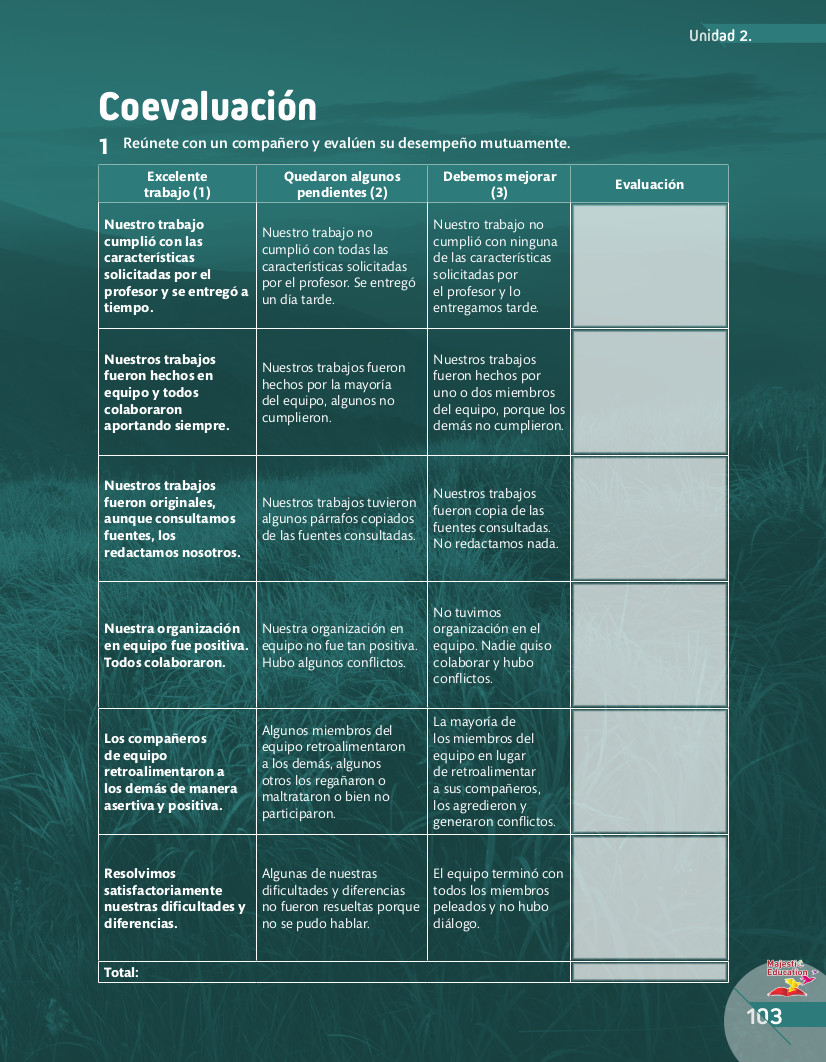 Unidad 2.
Coevaluación
1 Reúnete con un compañero y evalúen su desempeño mutuamente.
Excelente
trabajo (1)
Quedaron algunos
pendientes (2)
Debemos mejorar
(3)
Evaluación
Nuestro trabajo
cumplió con las
características
solicitadas por el
profesor y se entregó a
tiempo.
Nuestro trabajo no
cumplió con todas las
características solicitadas
por el profesor. Se entregó
un día tarde.
Nuestro trabajo no
cumplió con ninguna
de las características
solicitadas por
el profesor y lo
entregamos tarde.
Nuestros trabajos
fueron hechos en
equipo y todos
colaboraron
aportando siempre.
Nuestros trabajos fueron
hechos por la mayoría
del equipo, algunos no
cumplieron.
Nuestros trabajos
fueron hechos por
uno o dos miembros
del equipo, porque los
demás no cumplieron.
Nuestros trabajos
fueron originales,
aunque consultamos
fuentes, los
redactamos nosotros.
Nuestros trabajos tuvieron
algunos párrafos copiados
de las fuentes consultadas.
Nuestros trabajos
fueron copia de las
fuentes consultadas.
No redactamos nada.
Nuestra organización
en equipo fue positiva.
Todos colaboraron.
Nuestra organización en
equipo no fue tan positiva.
Hubo algunos conflictos.
No tuvimos
organización en el
equipo. Nadie quiso
colaborar y hubo
conflictos.
Los compañeros
de equipo
retroalimentaron a
los demás de manera
asertiva y positiva.
Algunos miembros del
equipo retroalimentaron
a los demás, algunos
otros los regañaron o
maltrataron o bien no
participaron.
La mayoría de
los miembros del
equipo en lugar
de retroalimentar
a sus compañeros,
los agredieron y
generaron conflictos.
Resolvimos
satisfactoriamente
nuestras dificultades y
diferencias.
Algunas de nuestras
dificultades y diferencias
no fueron resueltas porque
no se pudo hablar.
El equipo terminó con
todos los miembros
peleados y no hubo
diálogo.
Total:
Majestic
Education
103